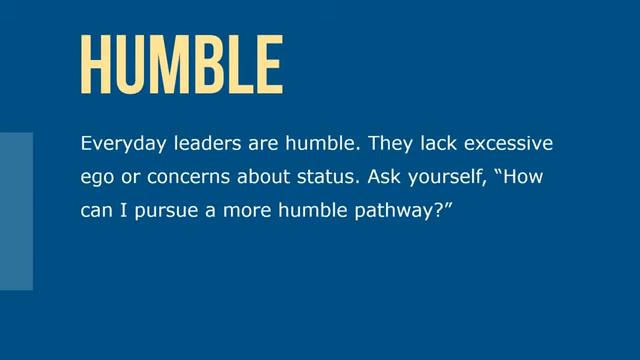 HUMBLE
Everyday leaders are humble. They lack excessive
ego or concerns about status. Ask yourself, “How
can I pursue a more humble pathway?”